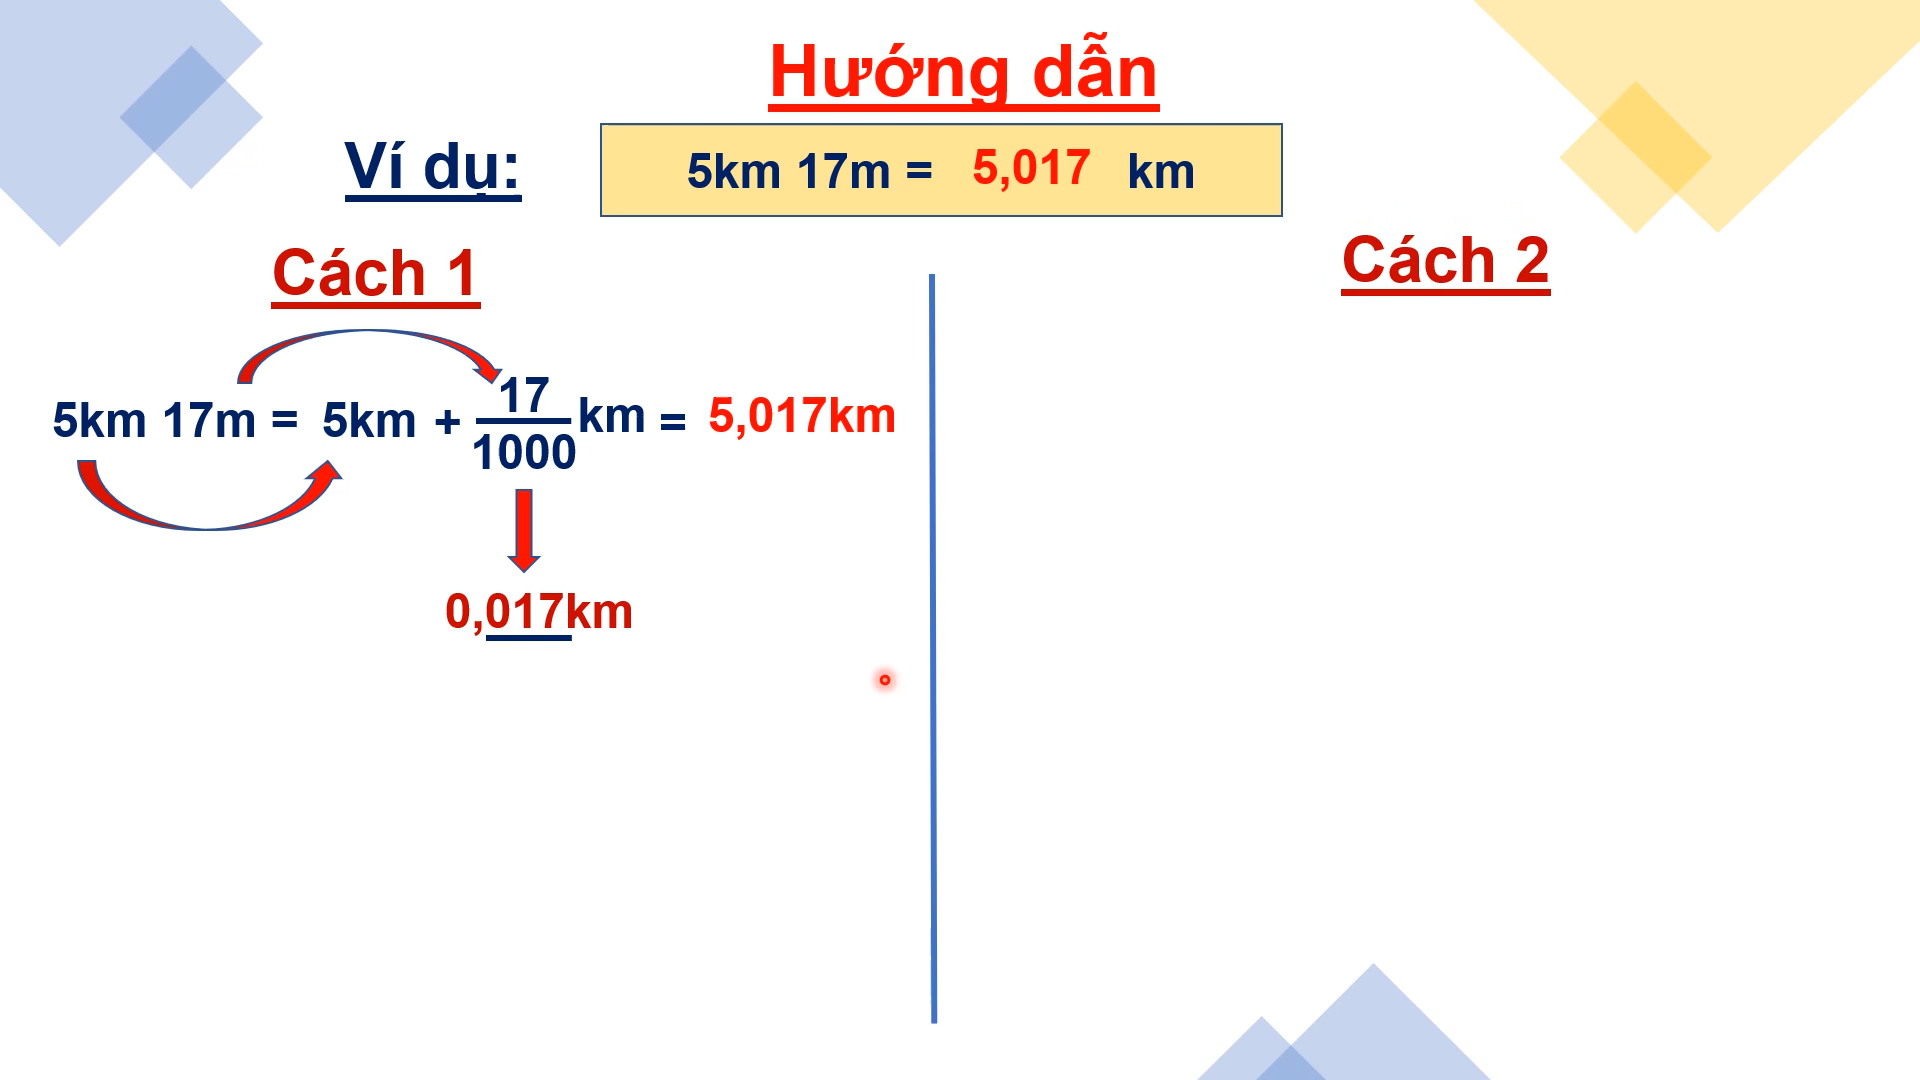 Hướng dẫn
Ví dụ:
5km 17m = 5,017 km
Cách 1
5km 17m = 5km + 17/1000 km = 5,017km
0,017km
Cách 2